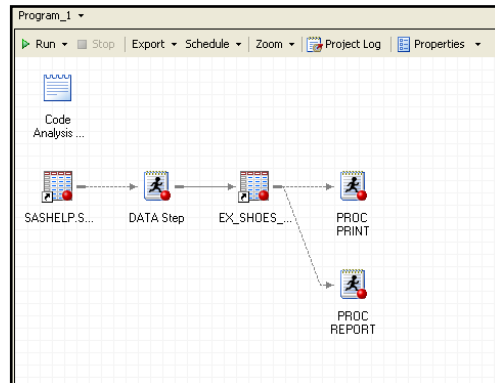 Program_1
Run Stop Export Schedule Zoom Project Log Properties
Code
Analysis ...
SASHELP.S... DATA Step EX_SHOES_... PROC
PRINT
PROC
REPORT